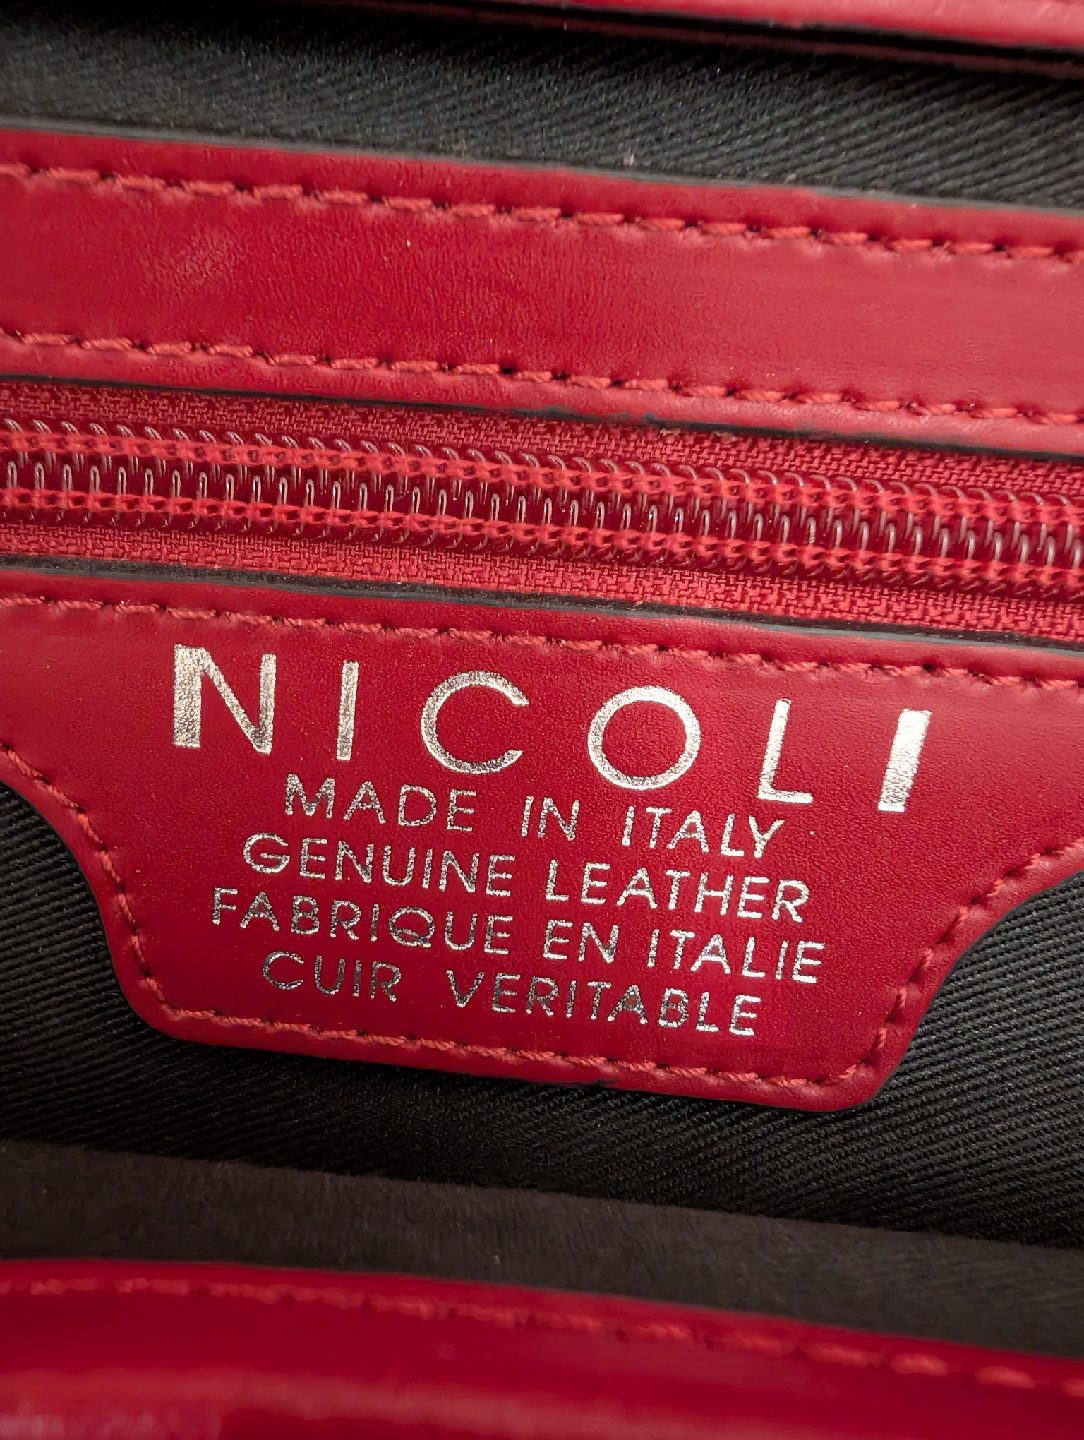 NICOLI
MADE IN ITALY
GENUINE LEATHER
FABRIQUE EN ITALIE
CUIR VERITABLE